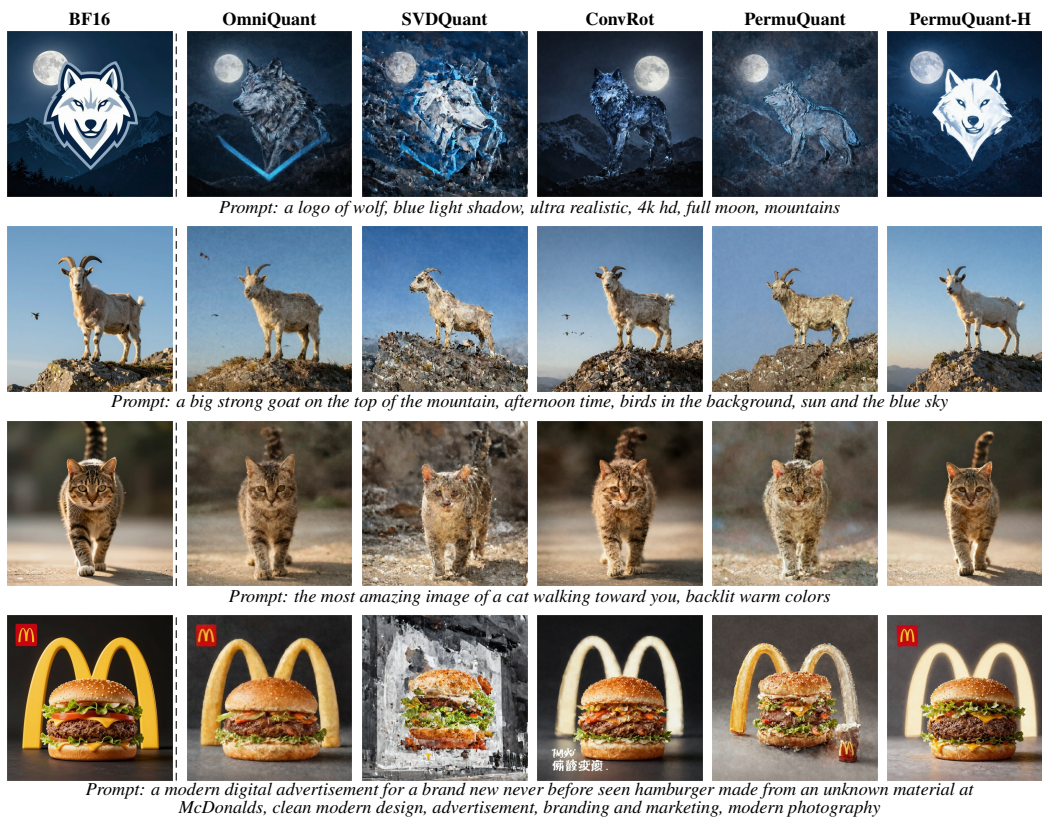 BF16 OmniQuant SVDQuant ConvRot PermuQuant PermuQuant-H
Prompt: a logo of wolf, blue light shadow, ultra realistic, 4k hd, full moon, mountains
Prompt: a big strong goat on the top of the mountain, afternoon time, birds in the background, sun and the blue sky
Prompt: the most amazing image of a cat walking toward you, backlit warm colors
Prompt: a modern digital advertisement for a brand new never before seen hamburger made from an unknown material at
McDonalds, clean modern design, advertisement, branding and marketing, modern photography